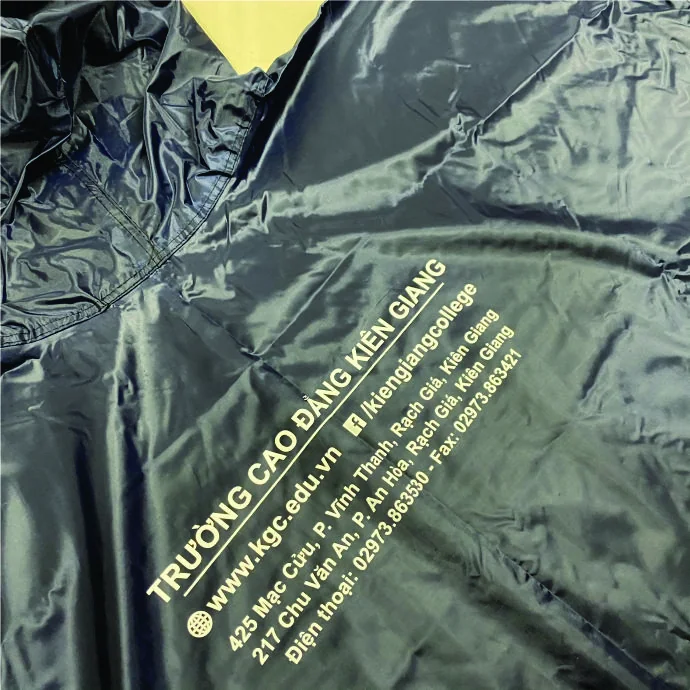 TRƯỜNG CAO ĐẲNG KIÊN GIANG
www.kgc.edu.vn f/kiengiangcollege
425 Mạc Cửu, P. Vĩnh Thanh, Rạch Giá, Kiên Giang
217 Chu Văn An, P. An Hòa, Rạch Giá, Kiên Giang
Điện thoại: 02973.863530 - Fax: 02973.863421